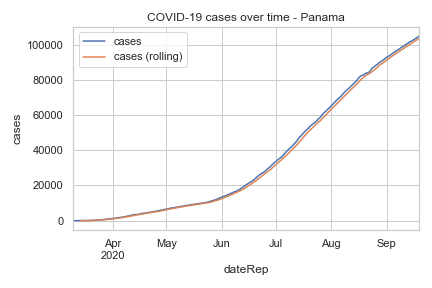 COVID-19 cases over time - Panama
cases
cases (rolling)
100000
80000
60000
40000
20000
0
cases
Apr
2020
May
Jun
Jul
Aug
Sep
dateRep